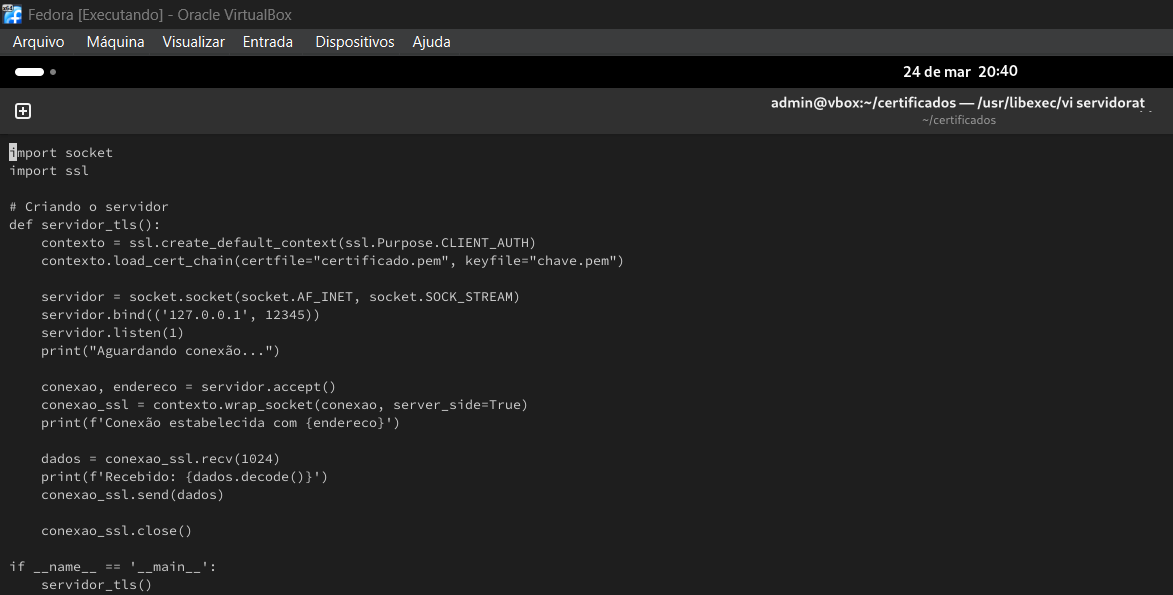 x64
Fedora [Executando] - Oracle VirtualBox
Arquivo Máquina Visualizar Entrada Dispositivos Ajuda
24 de mar 20:40
admin@vbox:~/certificados — /usr/libexec/vi servidorat
~/certificados
import socket
import ssl
# Criando o servidor
def servidor_tls():
    contexto = ssl.create_default_context(ssl.Purpose.CLIENT_AUTH)
    contexto.load_cert_chain(certfile="certificado.pem", keyfile="chave.pem")
    servidor = socket.socket(socket.AF_INET, socket.SOCK_STREAM)
    servidor.bind(('127.0.0.1', 12345))
    servidor.listen(1)
    print("Aguardando conexão...")
    conexao, endereco = servidor.accept()
    conexao_ssl = contexto.wrap_socket(conexao, server_side=True)
    print(f'Conexão estabelecida com {endereco}')
    dados = conexao_ssl.recv(1024)
    print(f'Recebido: {dados.decode()}')
    conexao_ssl.send(dados)
    conexao_ssl.close()
if __name__ == '__main__':
    servidor_tls()